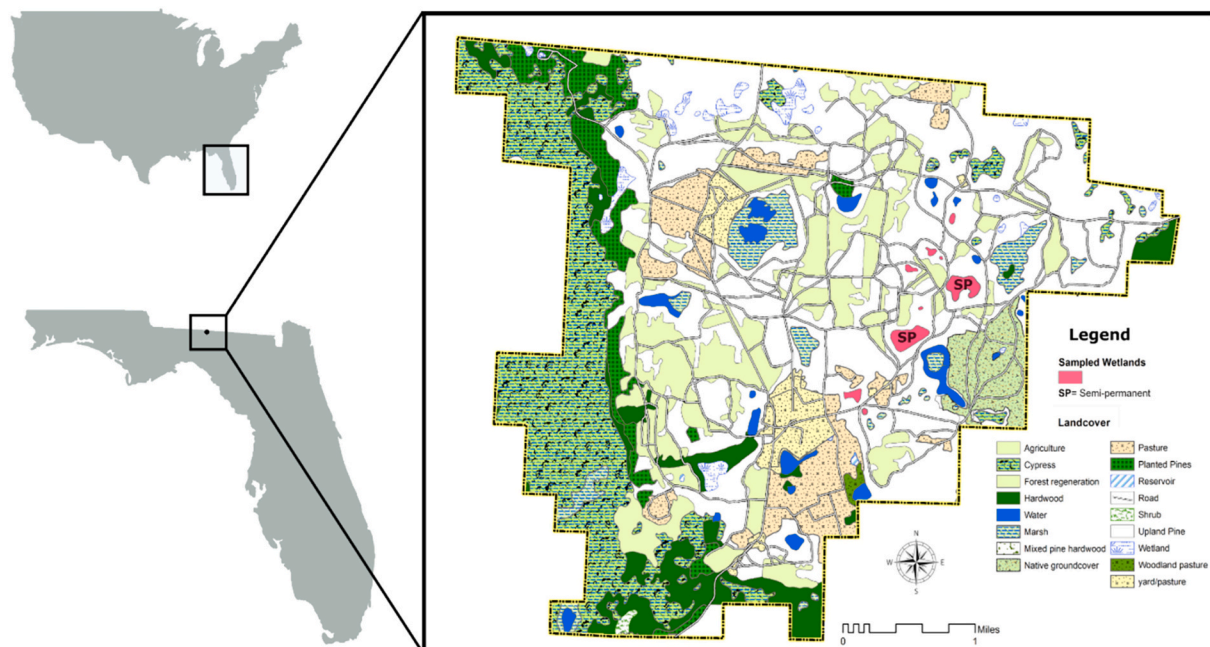 SP
SP
Legend
Sampled Wetlands
SP= Semi-permanent
Landcover
Agriculture
Cypress
Forest regeneration
Hardwood
Water
Marsh
Mixed pine hardwood
Native groundcover
Pasture
Planted Pines
Reservoir
Road
Shrub
Upland Pine
Wetland
Woodland pasture
yard/pasture
N
W E
S
Miles
0 1